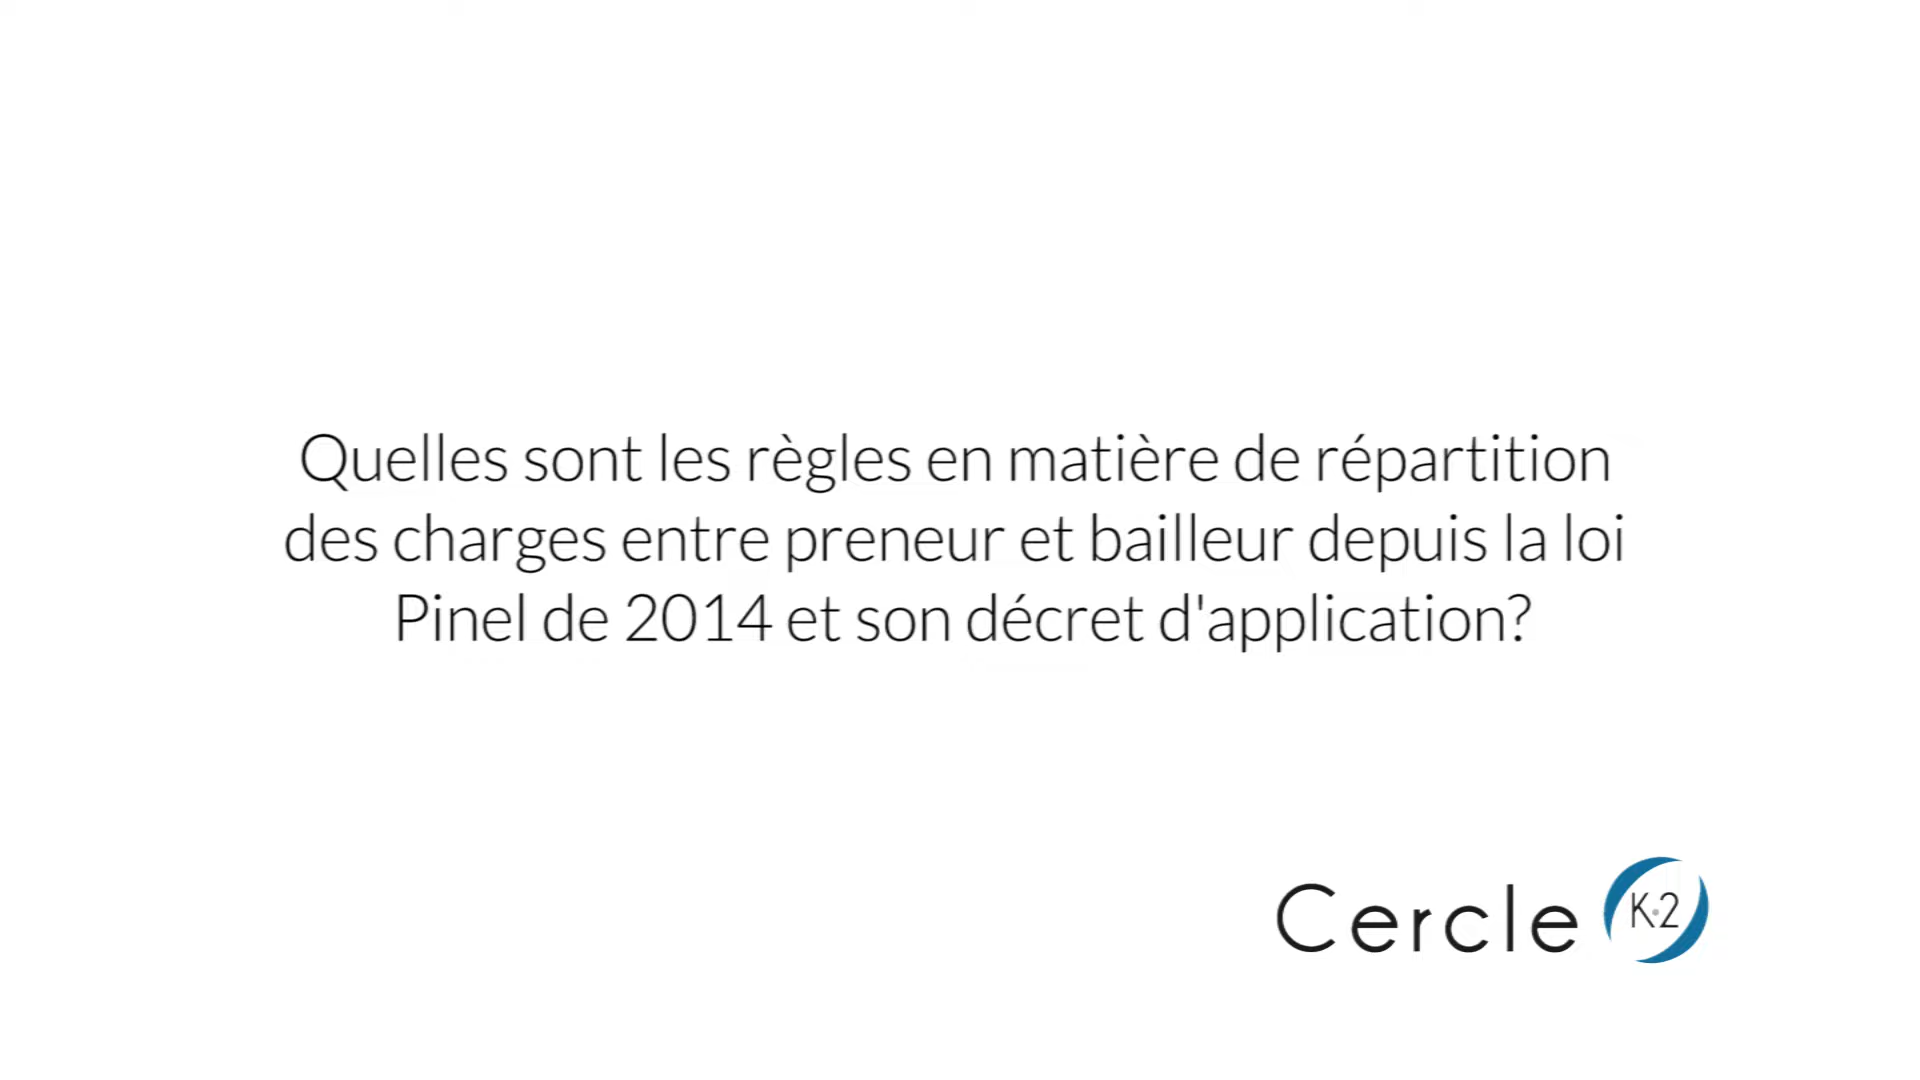 Quelles sont les règles en matière de répartition
des charges entre preneur et bailleur depuis la loi
Pinel de 2014 et son décret d'application?
Cercle K·2